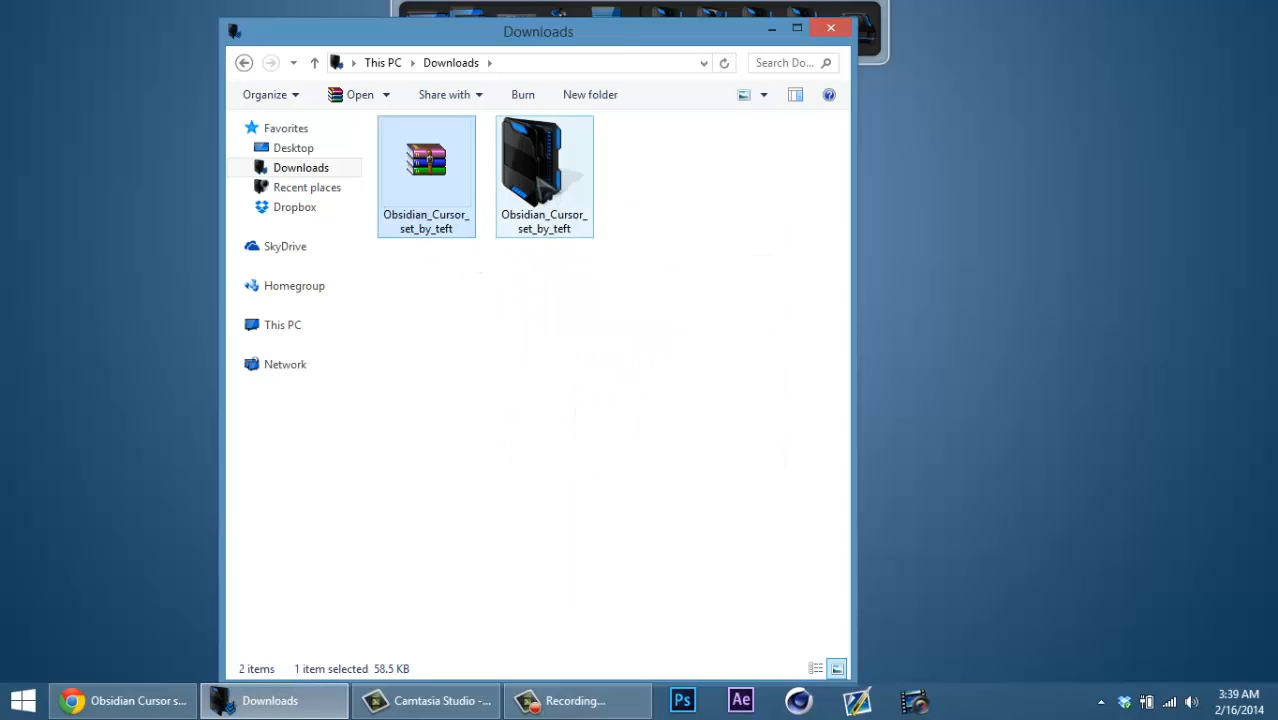 Downloads
This PC
Downloads
Search Do...
Organize
Open
Share with
Burn
New folder
Favorites
Desktop
Downloads
Recent places
Dropbox
SkyDrive
Homegroup
This PC
Network
Obsidian_Cursor_
set_by_teft
Obsidian_Cursor_
set_by_teft
2 items
1 item selected 58.5 KB
Obsidian Cursor s...
Downloads
Camtasia Studio -...
Recording...
Ps
Ae
3:39 AM
2/16/2014